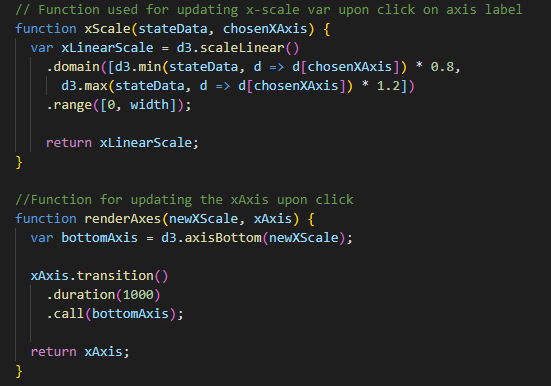 // Function used for updating x-scale var upon click on axis label
function xScale(stateData, chosenXAxis) {
  var xLinearScale = d3.scaleLinear()
    .domain([d3.min(stateData, d => d[chosenXAxis]) * 0.8,
      d3.max(stateData, d => d[chosenXAxis]) * 1.2])
    .range([0, width]);

    return xLinearScale;
}

//Function for updating the xAxis upon click
function renderAxes(newXScale, xAxis) {
  var bottomAxis = d3.axisBottom(newXScale);

  xAxis.transition()
    .duration(1000)
    .call(bottomAxis);

  return xAxis;
}